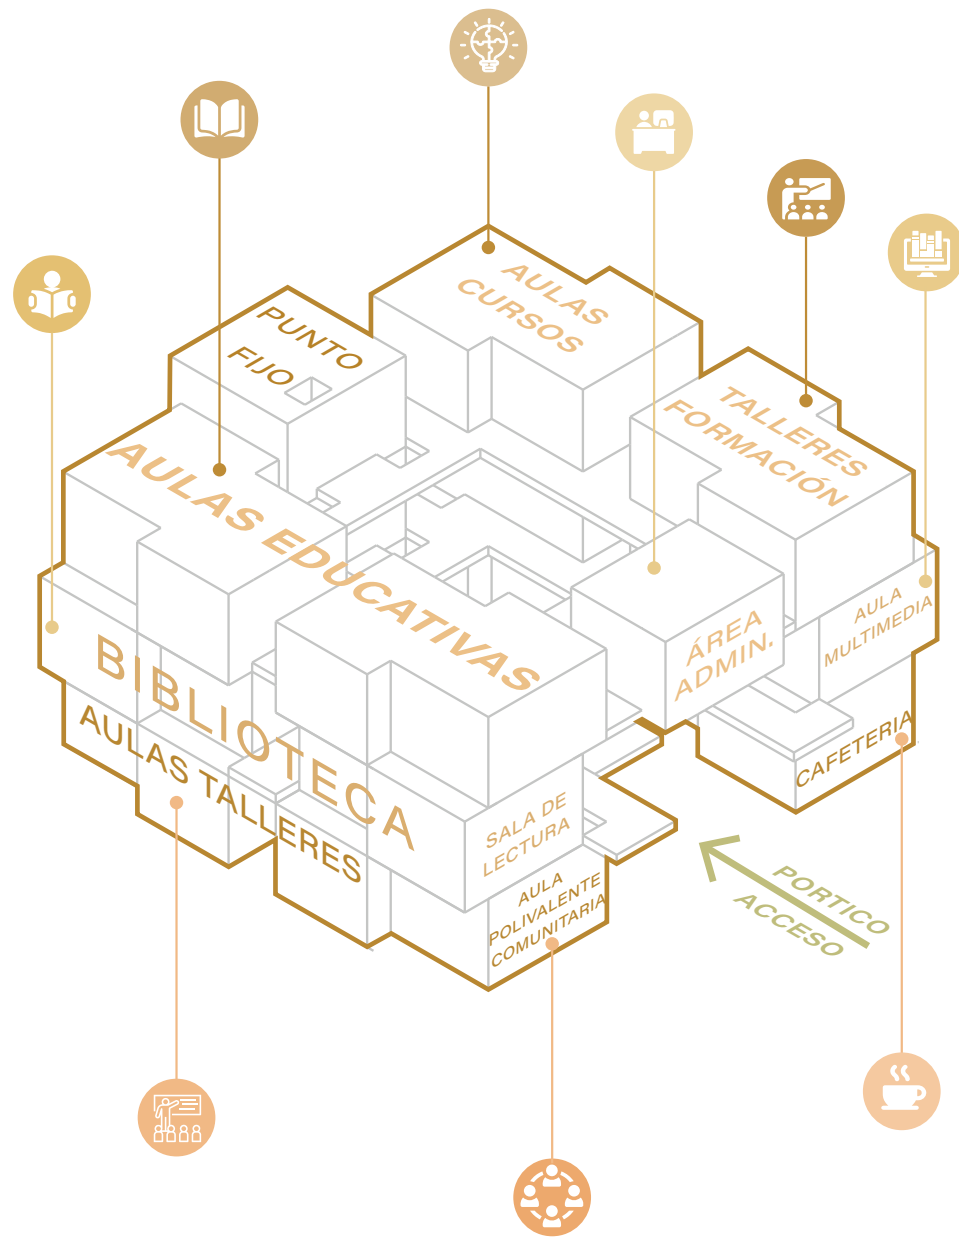 AULAS
CURSOS
PUNTO
FIJO
TALLERES
FORMACIÓN
AULAS EDUCATIVAS
AULA
MULTIMEDIA
ÁREA
ADMIN.
BIBLIOTECA
AULAS TALLERES
CAFETERIA
SALA DE
LECTURA
AULA
POLIVALENTE
COMUNITARIA
PORTICO
ACCESO